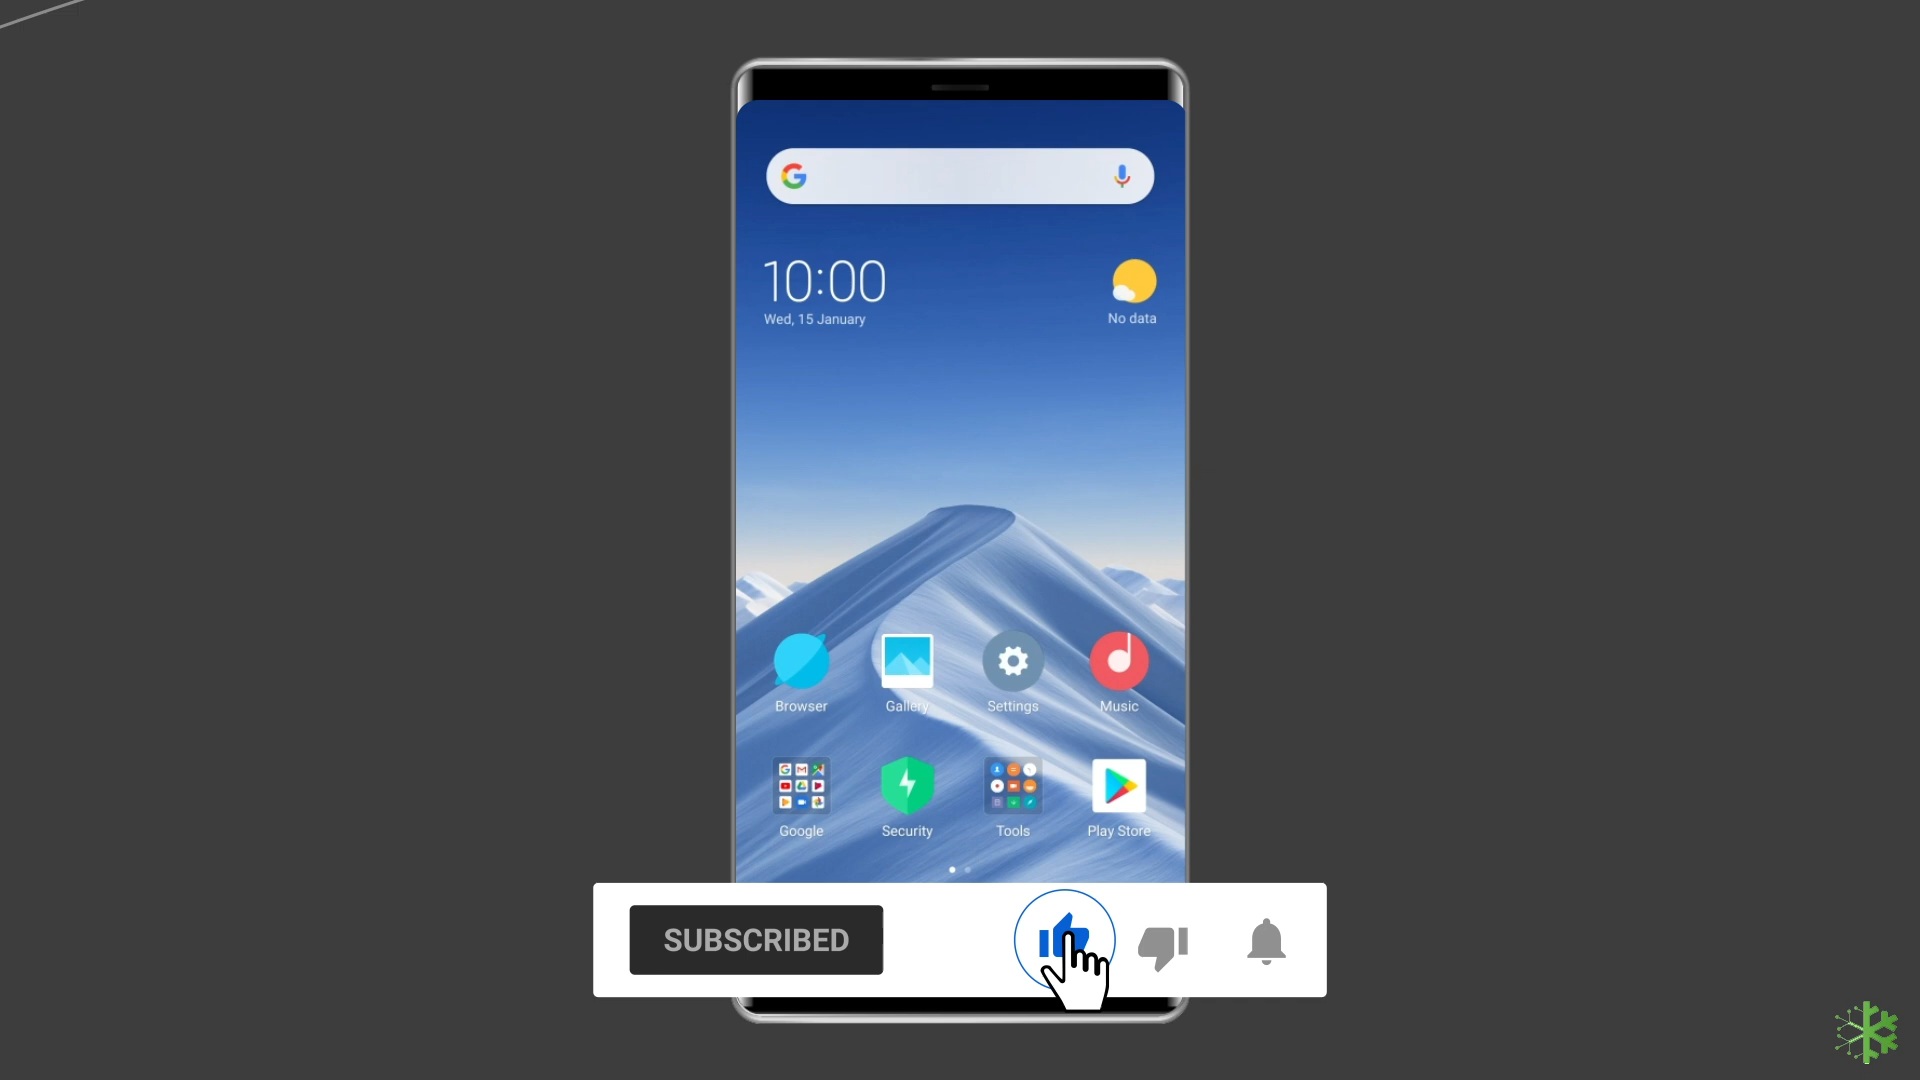 10:00
Wed, 15 January
No data
Browser
Gallery
Settings
Music
Google
Security
Tools
Play Store
SUBSCRIBED